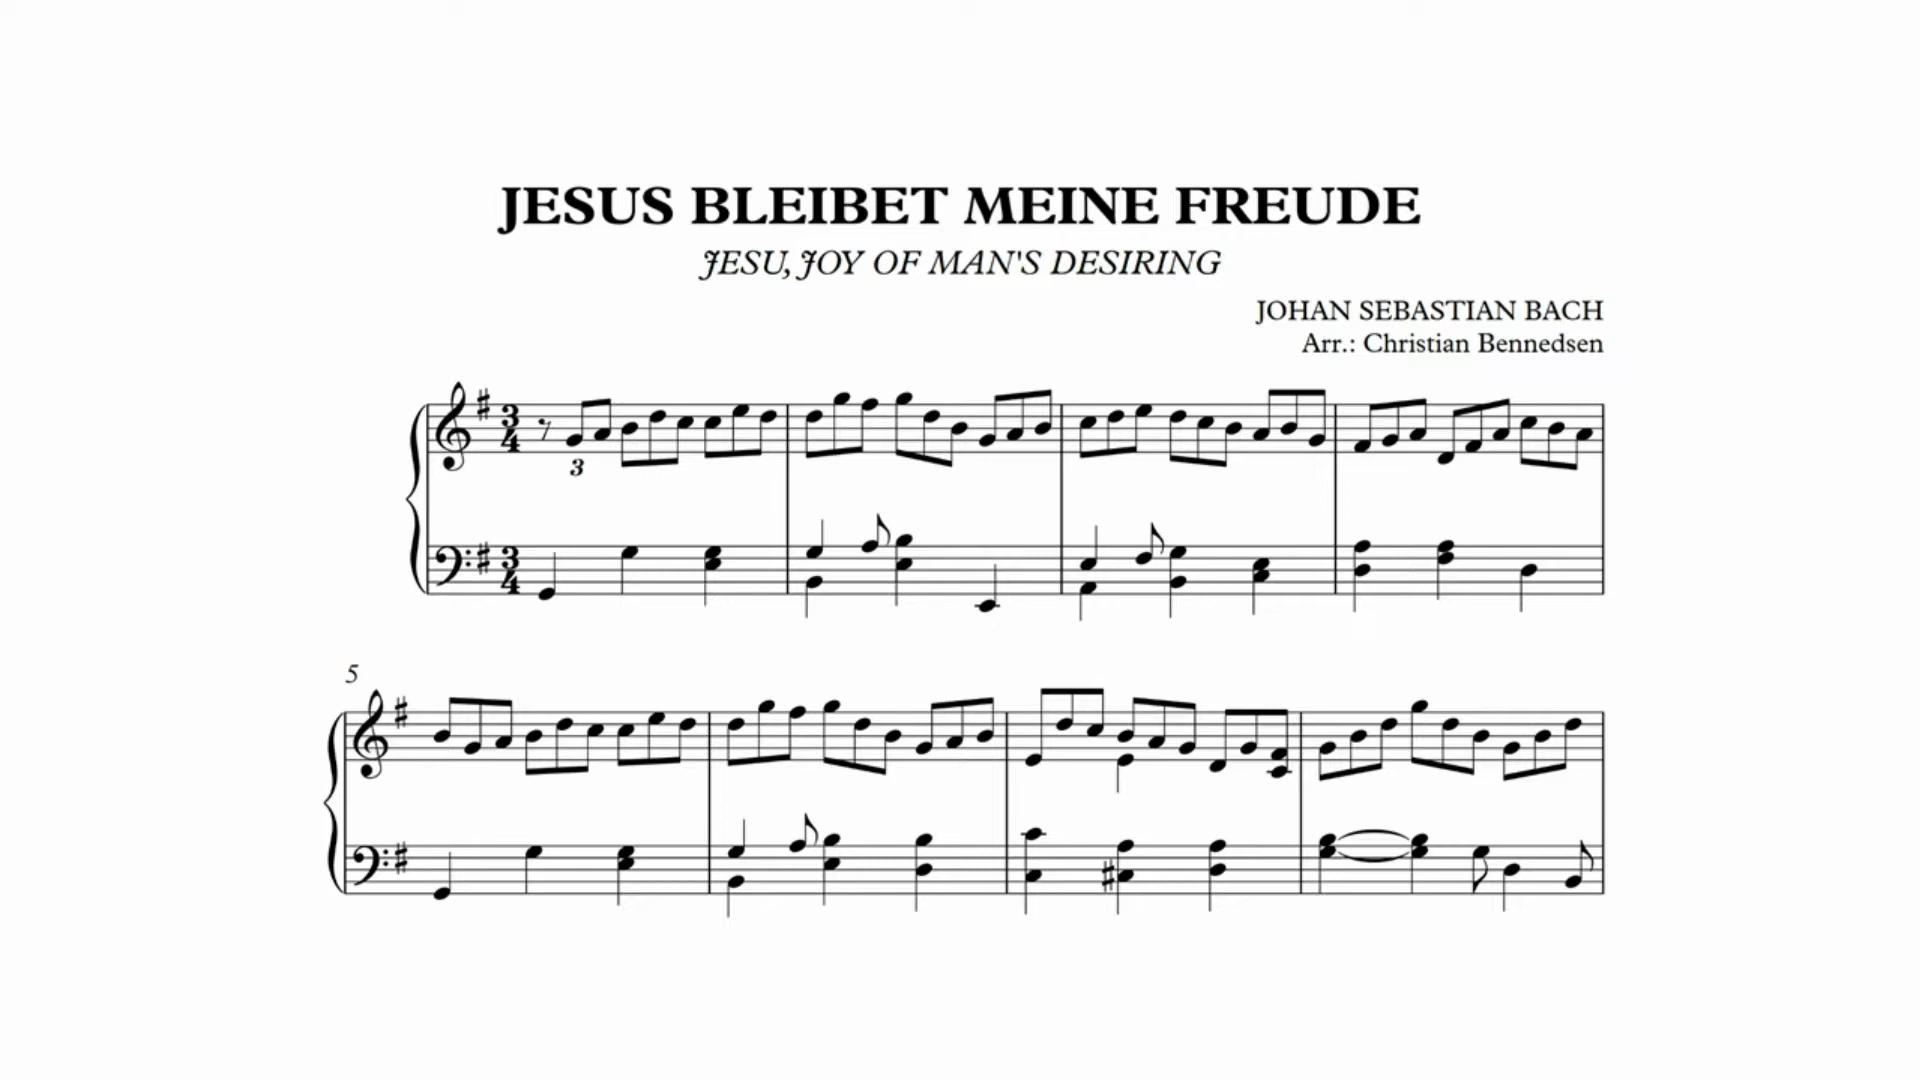 JESUS BLEIBET MEINE FREUDE
JESU, JOY OF MAN'S DESIRING
JOHAN SEBASTIAN BACH
Arr.: Christian Bennedsen
3
4
3
3
4
5